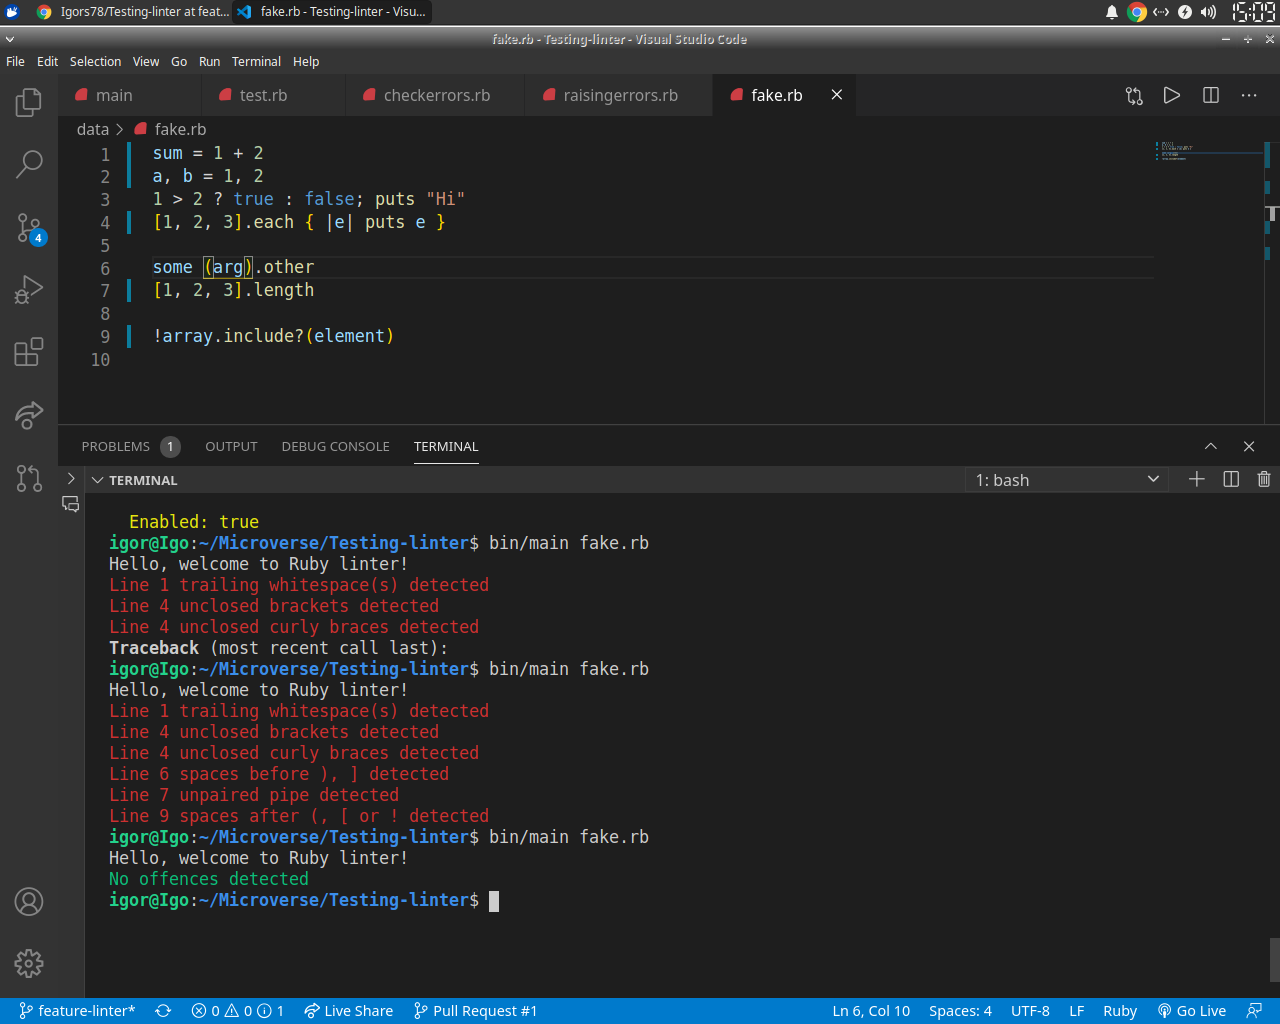 Igors78/Testing-linter at feat...
fake.rb - Testing-linter - Visu...
15:09
fake.rb - Testing-linter - Visual Studio Code
File Edit Selection View Go Run Terminal Help
main test.rb checkerrors.rb raisingerrors.rb fake.rb
data > fake.rb
1 sum = 1 + 2
2 a, b = 1, 2
3 1 > 2 ? true : false; puts "Hi"
4 [1, 2, 3].each { |e| puts e }
5
6 some (arg).other
7 [1, 2, 3].length
8
9 !array.include?(element)
10
4
PROBLEMS 1 OUTPUT DEBUG CONSOLE TERMINAL
TERMINAL 1: bash
Enabled: true
igor@Igo:~/Microverse/Testing-linter$ bin/main fake.rb
Hello, welcome to Ruby linter!
Line 1 trailing whitespace(s) detected
Line 4 unclosed brackets detected
Line 4 unclosed curly braces detected
Traceback (most recent call last):
igor@Igo:~/Microverse/Testing-linter$ bin/main fake.rb
Hello, welcome to Ruby linter!
Line 1 trailing whitespace(s) detected
Line 4 unclosed brackets detected
Line 4 unclosed curly braces detected
Line 6 spaces before ), ] detected
Line 7 unpaired pipe detected
Line 9 spaces after (, [ or ! detected
igor@Igo:~/Microverse/Testing-linter$ bin/main fake.rb
Hello, welcome to Ruby linter!
No offences detected
igor@Igo:~/Microverse/Testing-linter$
feature-linter* 0 0 1 Live Share Pull Request #1 Ln 6, Col 10 Spaces: 4 UTF-8 LF Ruby Go Live